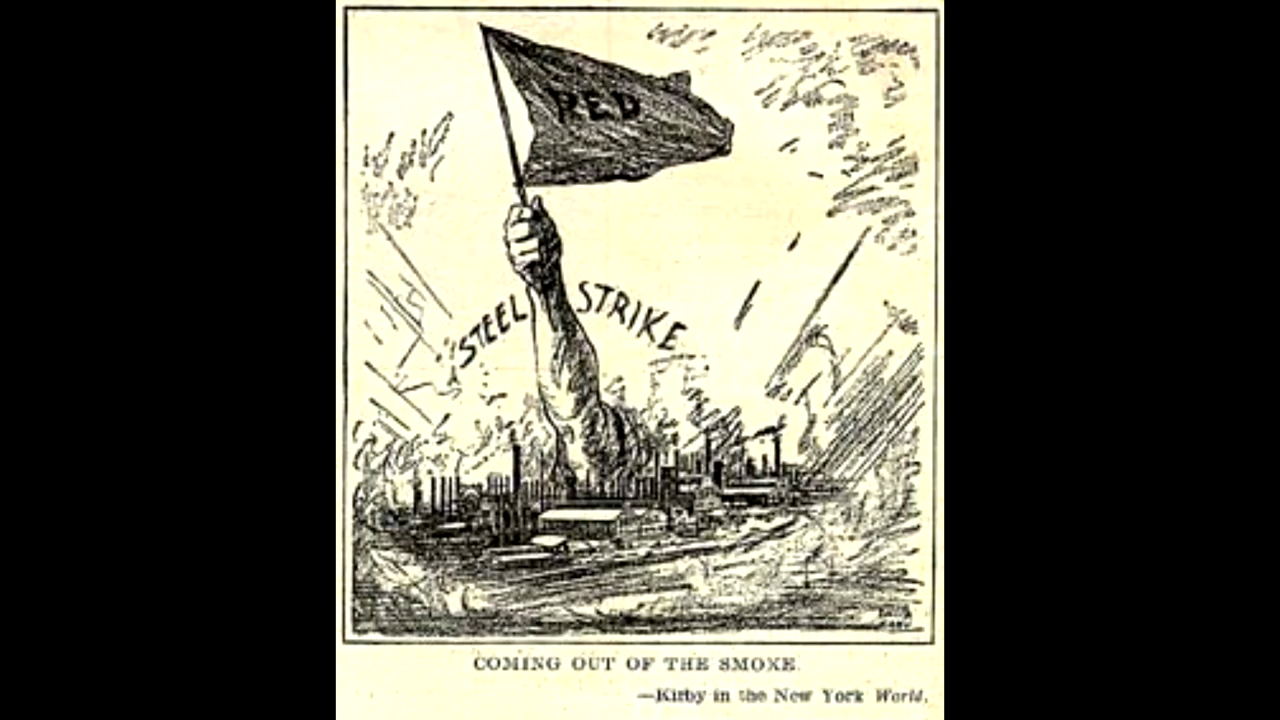 RED
STEEL STRIKE
COMING OUT OF THE SMOKE.
—Kirby in the New York World.